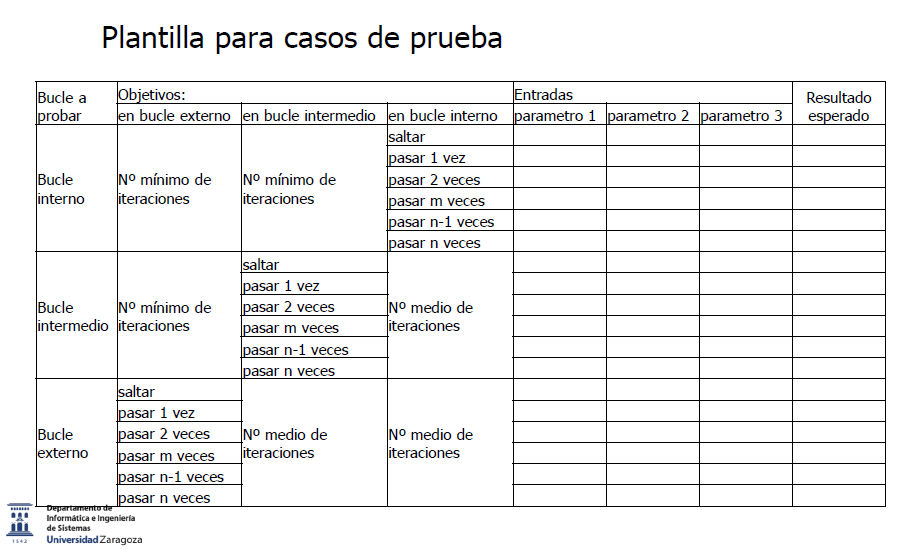 Plantilla para casos de prueba
Bucle a probar
Objetivos:
Entradas
Resultado esperado
en bucle externo
en bucle intermedio
en bucle interno
parametro 1
parametro 2
parametro 3
Bucle interno
Nº mínimo de iteraciones
Nº mínimo de iteraciones
saltar
pasar 1 vez
pasar 2 veces
pasar m veces
pasar n-1 veces
pasar n veces
Bucle intermedio
Nº mínimo de iteraciones
saltar
pasar 1 vez
pasar 2 veces
pasar m veces
pasar n-1 veces
pasar n veces
Nº medio de iteraciones
Bucle externo
saltar
pasar 1 vez
pasar 2 veces
pasar m veces
pasar n-1 veces
pasar n veces
Nº medio de iteraciones
Nº medio de iteraciones
Departamento de
Informática e Ingeniería
de Sistemas
Universidad Zaragoza
1542